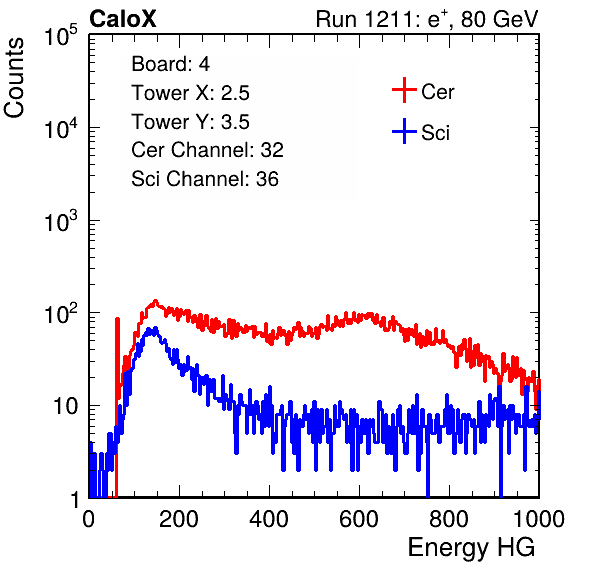 CaloX Run 1211: e⁺, 80 GeV
Counts
10⁵
10⁴
10³
10²
10
1
Board: 4
Tower X: 2.5
Tower Y: 3.5
Cer Channel: 32
Sci Channel: 36
Cer
Sci
0 200 400 600 800 1000
Energy HG